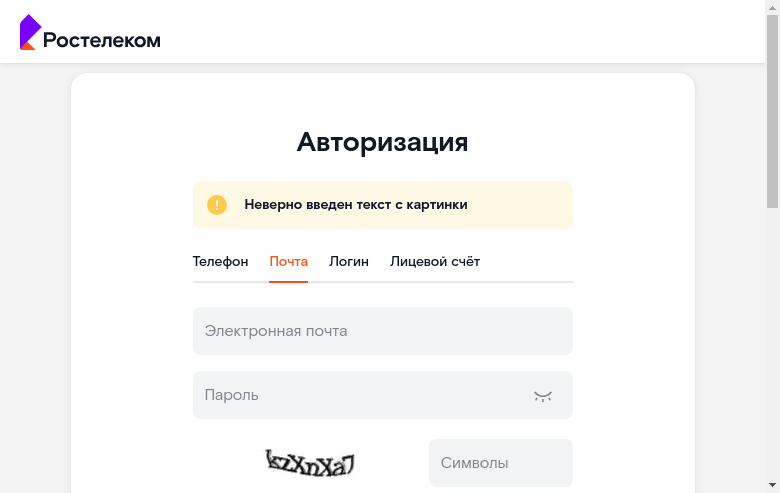 Ростелеком
Авторизация
Неверно введен текст с картинки
Телефон Почта Логин Лицевой счёт
Электронная почта
Пароль
kzXnXa7 Символы